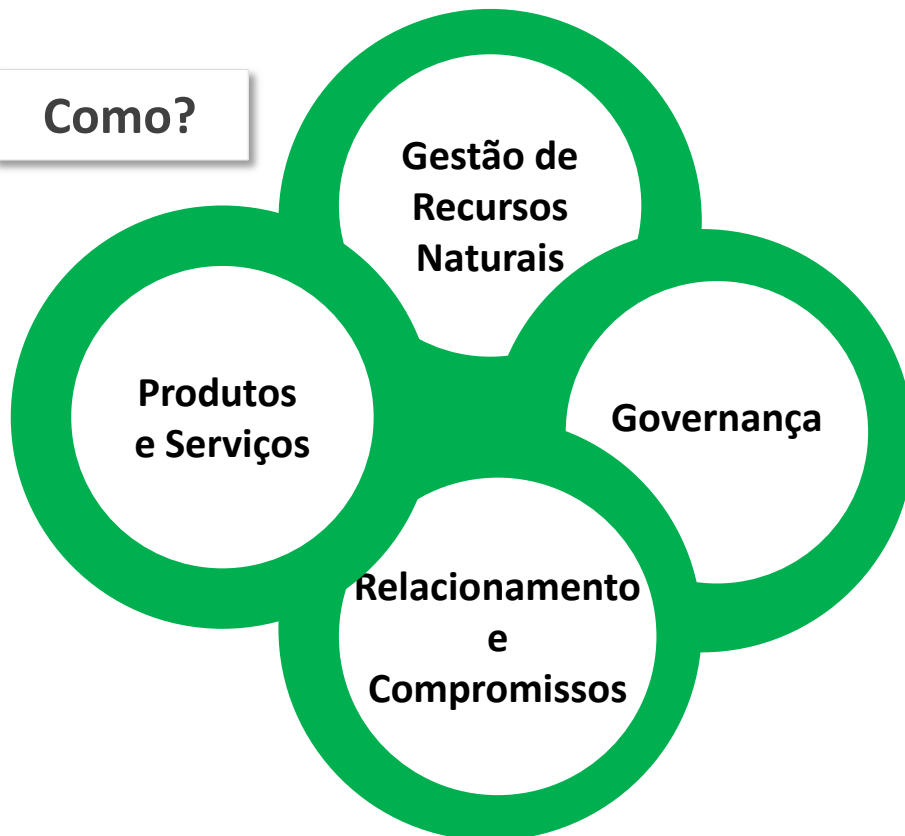 Como?
Gestão de
Recursos
Naturais
Produtos
e Serviços
Governança
Relacionamento
e
Compromissos